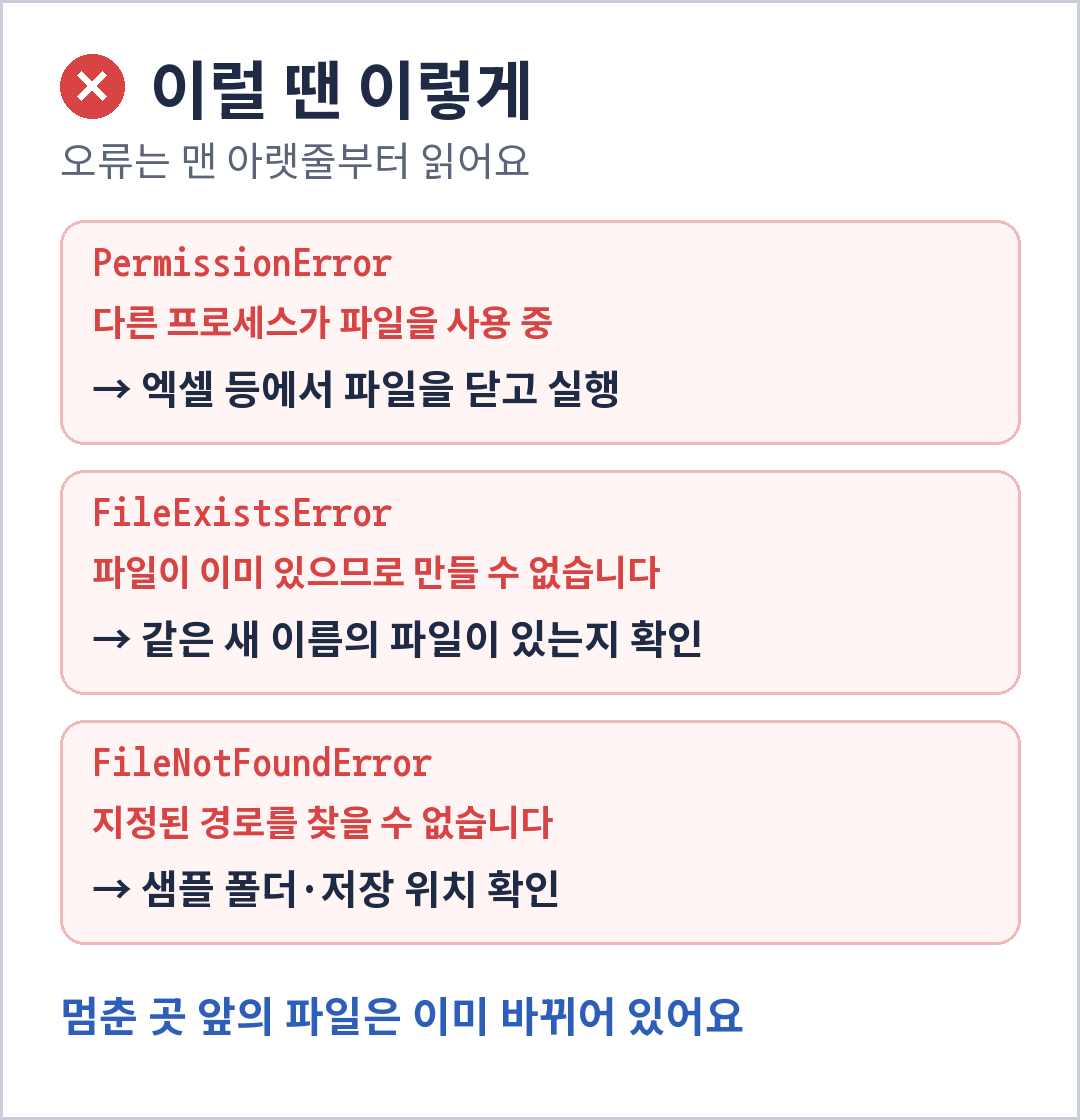 이럴 땐 이렇게
오류는 맨 아랫줄부터 읽어요
PermissionError
다른 프로세스가 파일을 사용 중
→ 엑셀 등에서 파일을 닫고 실행
FileExistsError
파일이 이미 있으므로 만들 수 없습니다
→ 같은 새 이름의 파일이 있는지 확인
FileNotFoundError
지정된 경로를 찾을 수 없습니다
→ 샘플 폴더·저장 위치 확인
멈춘 곳 앞의 파일은 이미 바뀌어 있어요